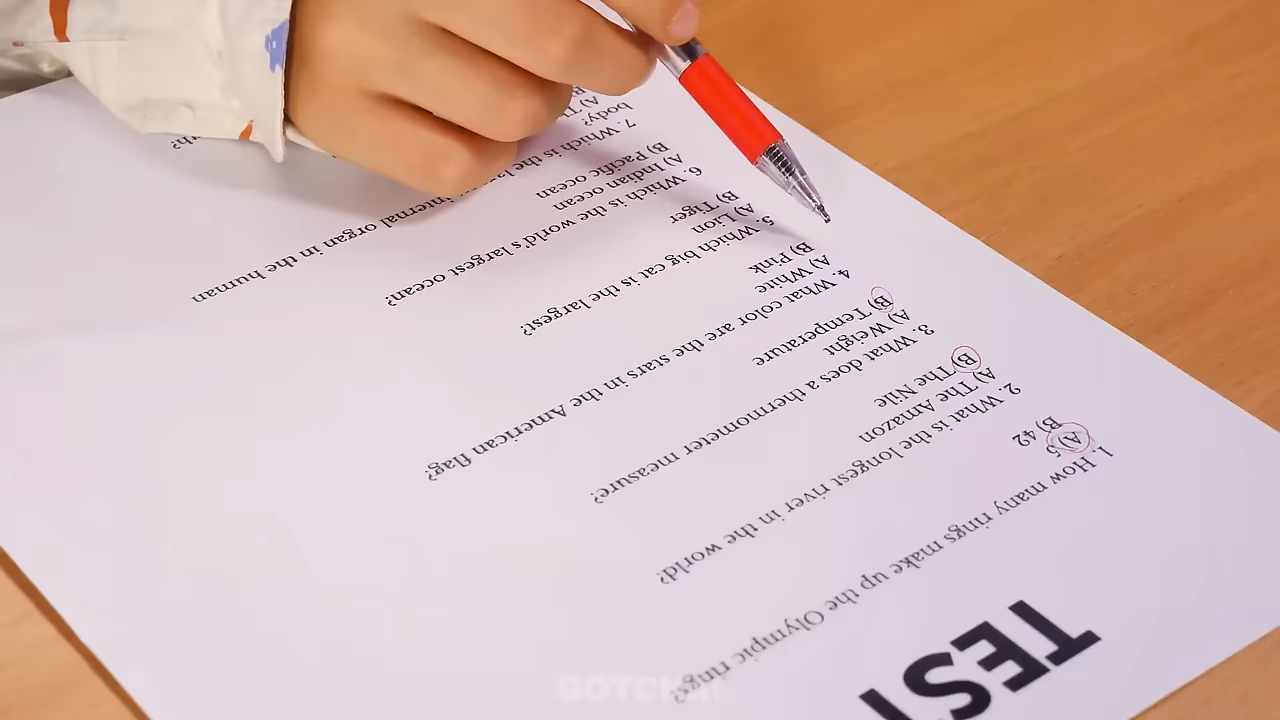 TEST
1. How many rings make up the Olympic rings?
A) 5
B) 42
2. What is the longest river in the world?
A) The Amazon
B) The Nile
3. What does a thermometer measure?
A) Weight
B) Temperature
4. What color are the stars in the American flag?
A) White
B) Pink
5. Which big cat is the largest?
A) Lion
B) Tiger
6. Which is the world's largest ocean?
A) Indian ocean
B) Pacific ocean
7. Which is the internal organ in the human
body?
A)
B)
GOTCHA!